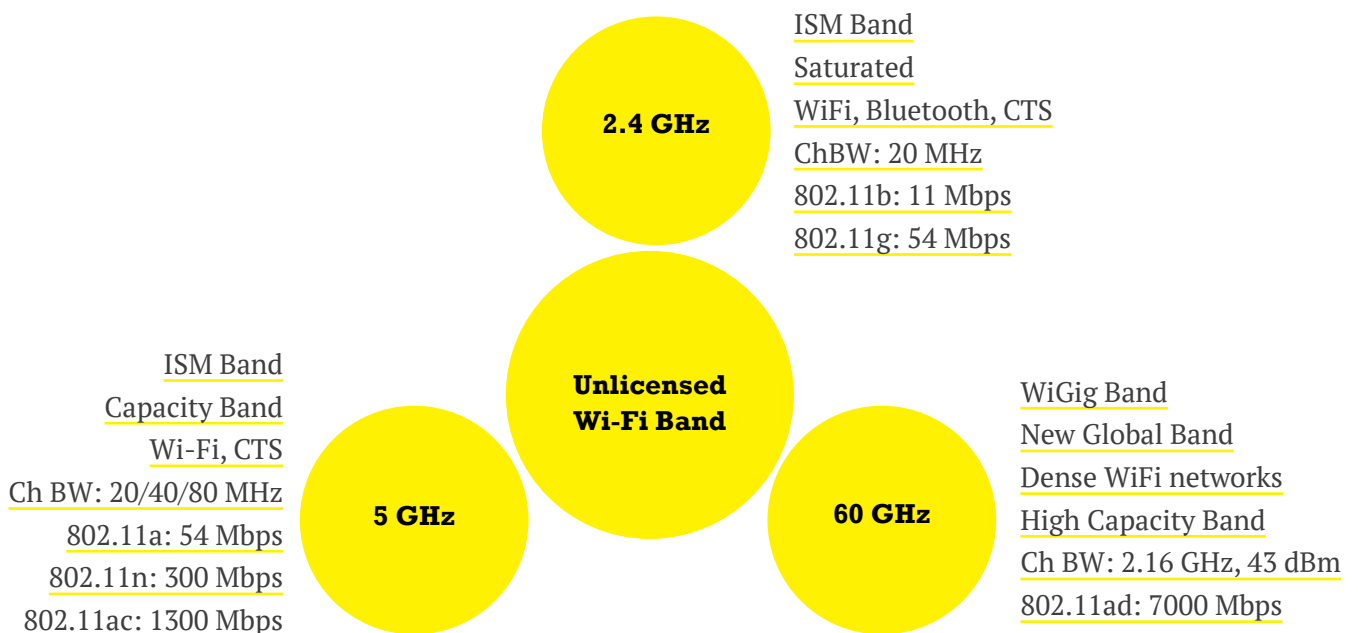 ISM Band
Saturated
WiFi, Bluetooth, CTS
ChBW: 20 MHz
802.11b: 11 Mbps
802.11g: 54 Mbps
2.4 GHz
Unlicensed
Wi-Fi Band
ISM Band
Capacity Band
Wi-Fi, CTS
Ch BW: 20/40/80 MHz
802.11a: 54 Mbps
802.11n: 300 Mbps
802.11ac: 1300 Mbps
5 GHz
60 GHz
WiGig Band
New Global Band
Dense WiFi networks
High Capacity Band
Ch BW: 2.16 GHz, 43 dBm
802.11ad: 7000 Mbps